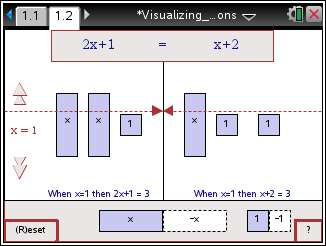 1.1 1.2 *Visualizing_...ons
2x+1 = x+2
x x 1 x 1 1
x = 1
When x=1 then 2x+1 = 3 When x=1 then x+2 = 3
(R)eset x -x 1 -1 ?